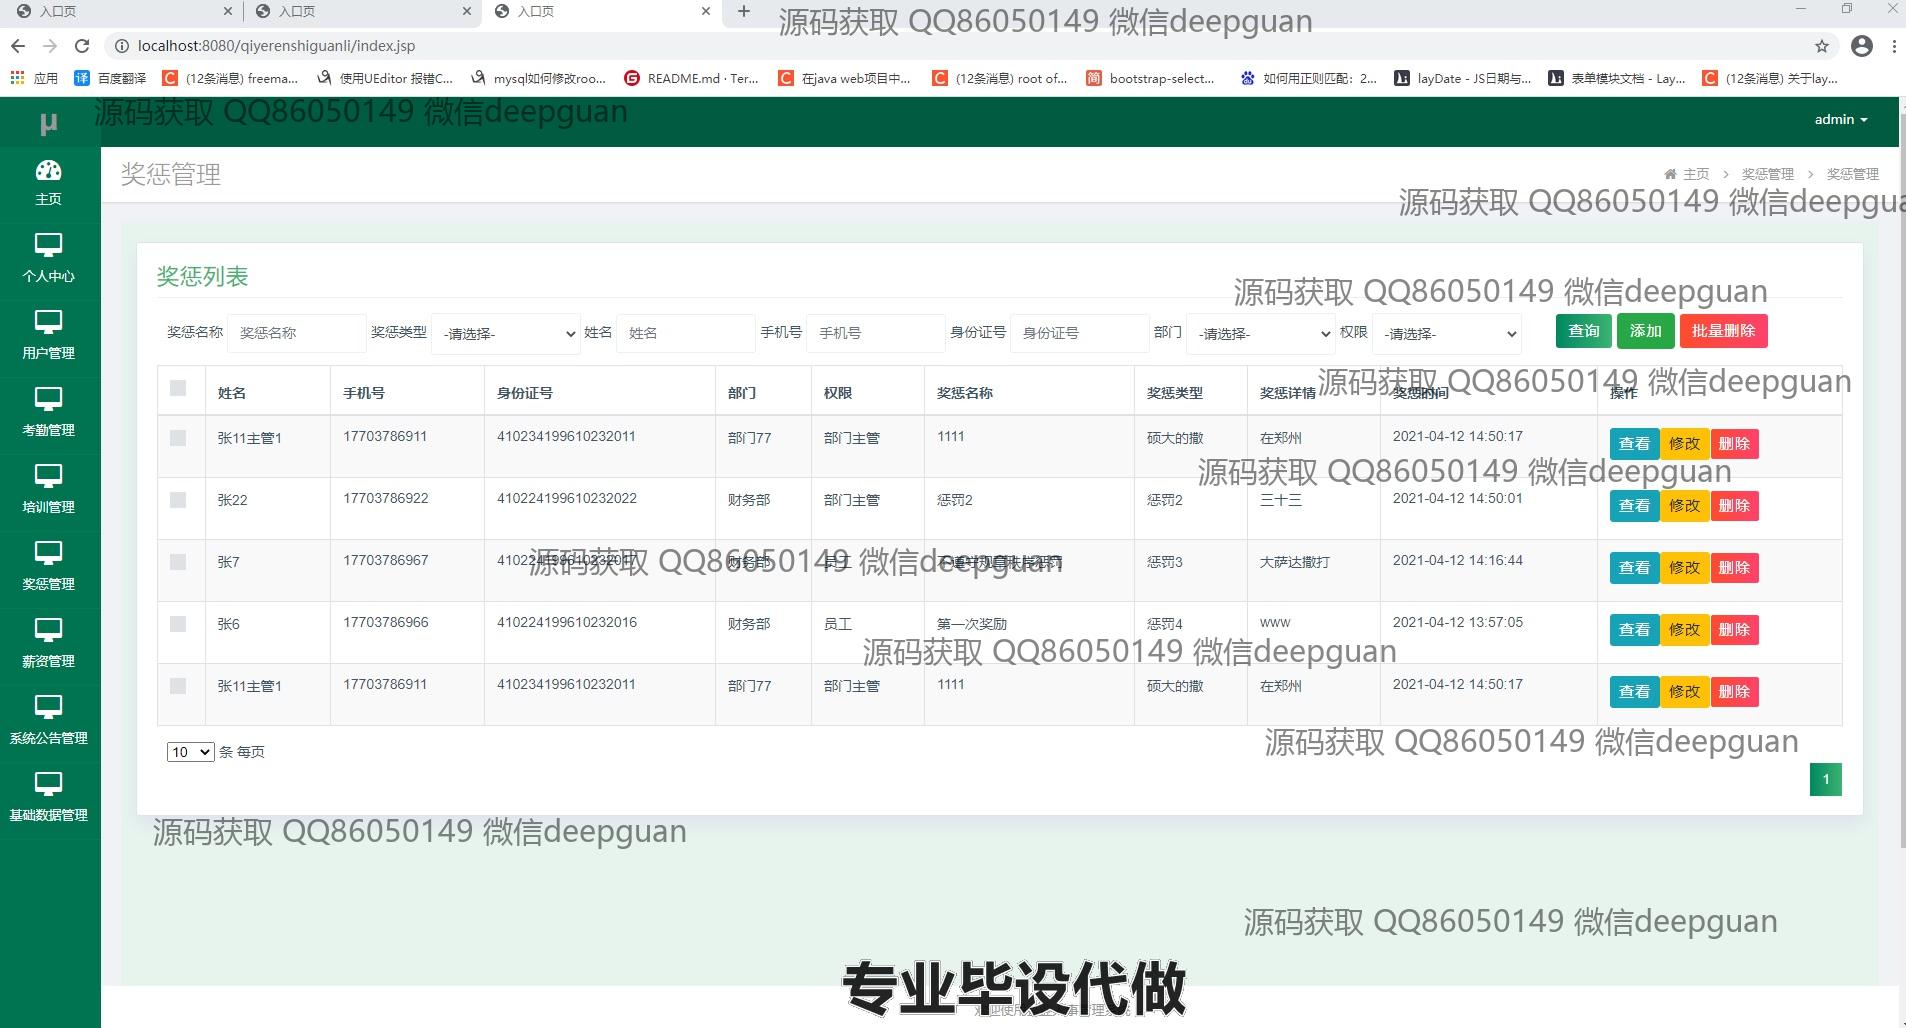 入口页 入口页 入口页
源码获取 QQ86050149 微信deepguan
localhost:8080/qiyerenshiguanli/index.jsp
应用 百度翻译 (12条消息) freema... 使用UEditor 报错C... mysql如何修改roo... README.md · Ter... 在java web项目中... (12条消息) root of... bootstrap-select... 如何用正则匹配：2... layDate - JS日期与... 表单模块文档 - Lay... (12条消息) 关于lay...
μ
源码获取 QQ86050149 微信deepguan
admin
奖惩管理
主页 > 奖惩管理 > 奖惩管理
源码获取 QQ86050149 微信deepgua
主页
个人中心
用户管理
考勤管理
培训管理
奖惩管理
薪资管理
系统公告管理
基础数据管理
奖惩列表
源码获取 QQ86050149 微信deepguan
奖惩名称 奖惩名称 奖惩类型 -请选择- 姓名 姓名 手机号 手机号 身份证号 身份证号 部门 -请选择- 权限 -请选择- 查询 添加 批量删除
源码获取 QQ86050149 微信deepguan
姓名 手机号 身份证号 部门 权限 奖惩名称 奖惩类型 奖惩详情 奖惩时间 操作
张11主管1 17703786911 410234199610232011 部门77 部门主管 1111 硕大的撒 在郑州 2021-04-12 14:50:17 查看 修改 删除
源码获取 QQ86050149 微信deepguan
张22 17703786922 410224199610232022 财务部 部门主管 惩罚2 惩罚2 三十三 2021-04-12 14:50:01 查看 修改 删除
张7 17703786967 410224199610232017 财务部 员工 惩罚3 大萨达撒打 2021-04-12 14:16:44 查看 修改 删除
源码获取 QQ86050149 微信deepguan
张6 17703786966 410224199610232016 财务部 员工 第一次奖励 惩罚4 www 2021-04-12 13:57:05 查看 修改 删除
源码获取 QQ86050149 微信deepguan
张11主管1 17703786911 410234199610232011 部门77 部门主管 1111 硕大的撒 在郑州 2021-04-12 14:50:17 查看 修改 删除
10 条 每页
源码获取 QQ86050149 微信deepguan
1
源码获取 QQ86050149 微信deepguan
源码获取 QQ86050149 微信deepguan
专业毕设代做